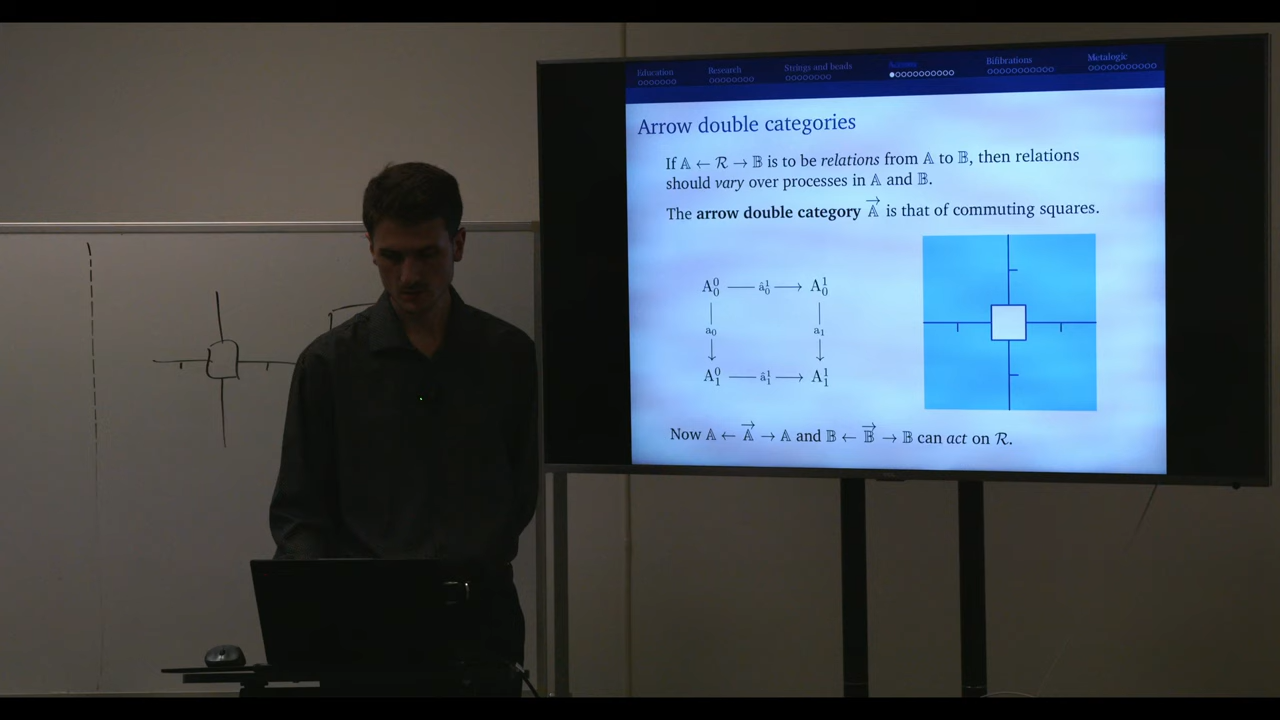 Education Research Strings and beads Actions Bifibrations Metalogic
Arrow double categories
If 𝔸 ← ℛ → 𝔹 is to be relations from 𝔸 to 𝔹, then relations
should vary over processes in 𝔸 and 𝔹.
The arrow double category 𝔸⃗ is that of commuting squares.
A₀⁰ — â₀¹ → A₀¹
a₀ a₁
↓ ↓
A₁⁰ — â₁¹ → A₁¹
Now 𝔸 ← 𝔸⃗ → 𝔸 and 𝔹 ← 𝔹⃗ → 𝔹 can act on ℛ.